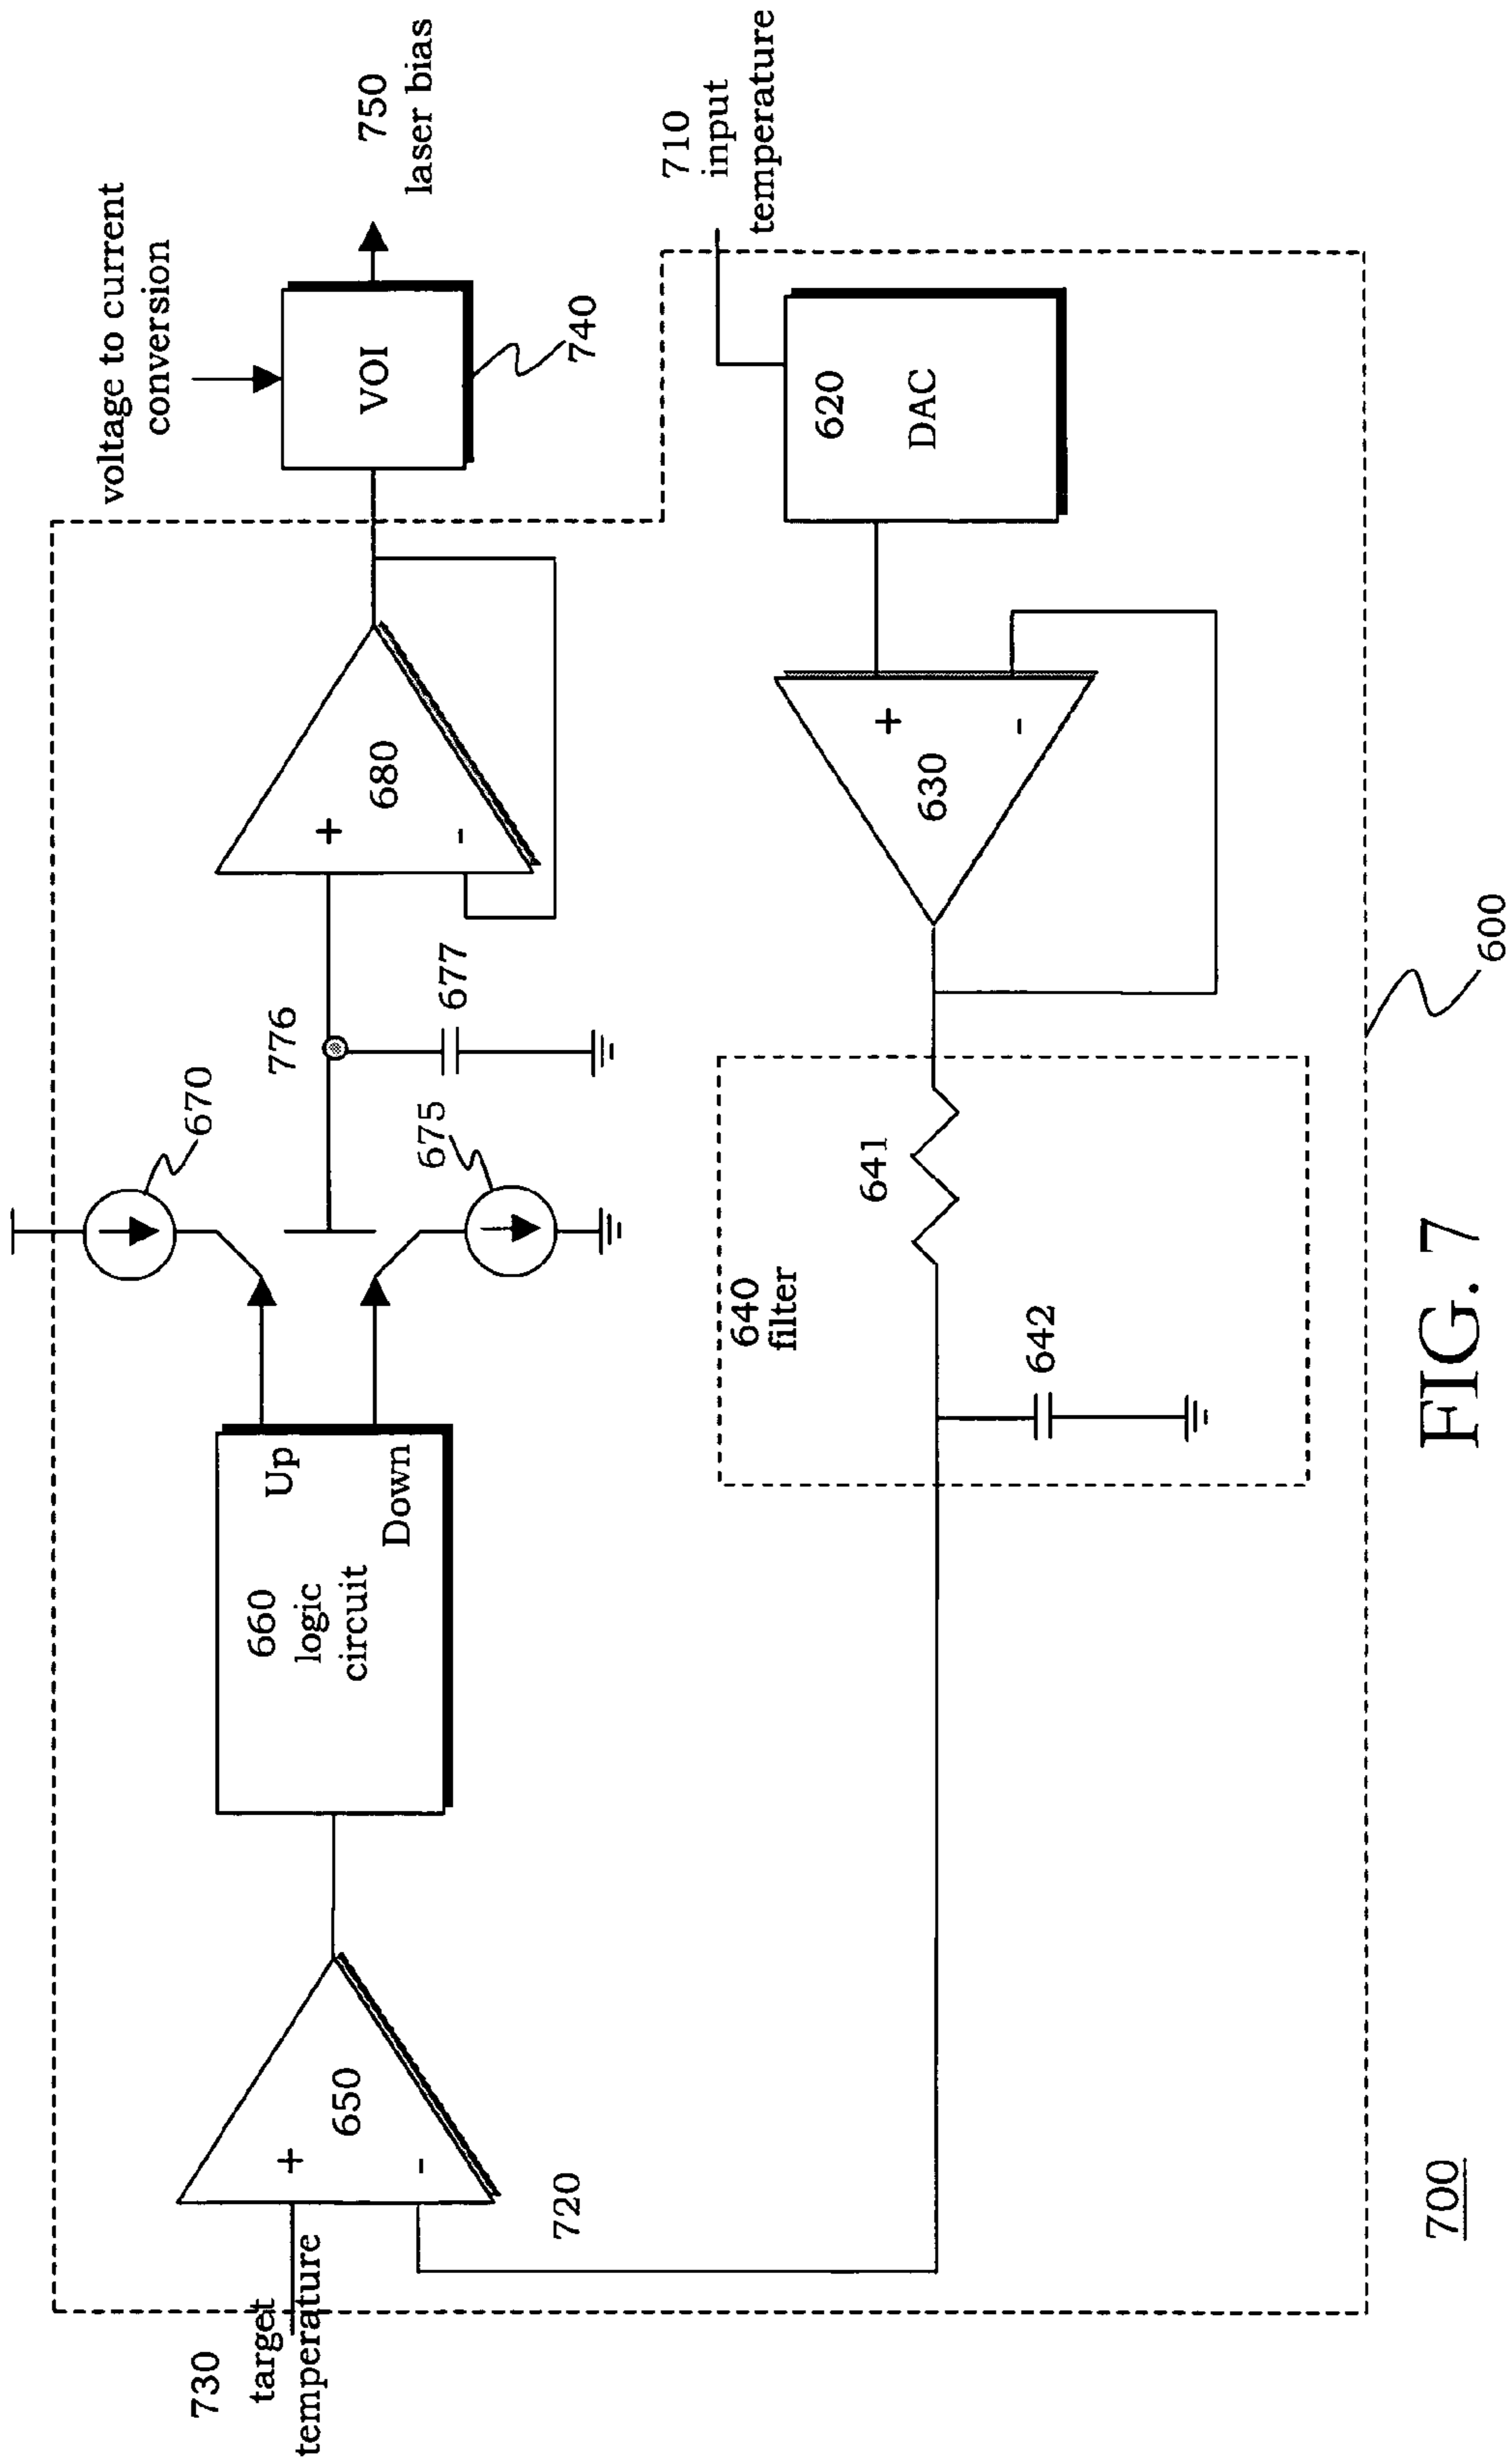 voltage to current
conversion
670
776
750
laser bias
VOI
740
680
+
-
677
675
Up
Down
660
logic
circuit
650
+
-
720
730
target
temperature
710
input
temperature
620
DAC
+
-
630
641
640
filter
642
600
700
FIG. 7